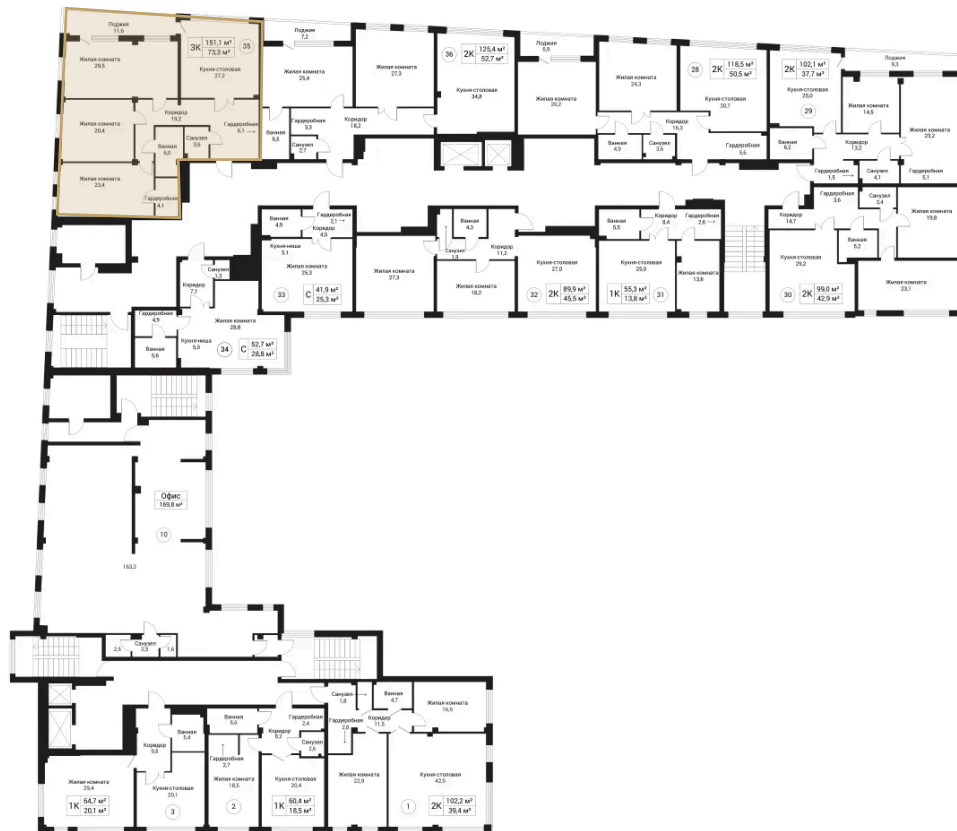 Лоджия
11,6
3К
151,1 м²
73,3 м²
35
Жилая комната
29,5
Кухня-столовая
27,2
Коридор
19,2
Гардеробная
6,1 →
Жилая комната
20,4
Ванная
6,0
Санузел
3,6
Жилая комната
23,4
Гардеробная
4,1
Лоджия
7,2
Жилая комната
25,4
Жилая комната
27,3
Гардеробная
3,3
Коридор
18,2
Ванная
6,5
Санузел
2,7
36
2К
125,4 м²
52,7 м²
Кухня-столовая
34,8
Лоджия
6,9
Жилая комната
26,2
Жилая комната
24,3
28
2К
118,5 м²
50,5 м²
Кухня-столовая
30,7
Коридор
16,3
Ванная
4,9
Санузел
3,6
Гардеробная
5,6
2К
102,1 м²
37,7 м²
Кухня-столовая
25,0
29
Лоджия
9,3
Жилая комната
14,5
Жилая комната
23,2
Ванная
6,2
Коридор
13,2
Гардеробная
1,5
Санузел
4,1
Гардеробная
5,1
Ванная
4,9
Гардеробная
2,1 →
Коридор
4,5
Кухня-ниша
5,1
Жилая комната
25,3
33
С
41,9 м²
25,3 м²
Жилая комната
27,3
Санузел
1,9
Ванная
4,3
Коридор
11,2
Жилая комната
18,2
Кухня-столовая
27,0
32
2К
89,9 м²
45,5 м²
Ванная
5,5
Коридор
8,4
Гардеробная
2,6 →
Кухня-столовая
25,0
Жилая комната
13,8
1К
55,3 м²
13,8 м²
31
Коридор
14,7
Гардеробная
3,6
Санузел
3,4
Жилая комната
19,8
Ванная
5,2
Кухня-столовая
29,2
30
2К
99,0 м²
42,9 м²
Жилая комната
23,1
Санузел
1,3
Коридор
7,1
Гардеробная
4,9
Жилая комната
28,8
Кухня-ниша
5,0
Ванная
5,6
34
С
52,7 м²
28,8 м²
Офис
169,8 м²
10
163,2
2,5
Санузел
2,5
1,6
Санузел
1,8
Ванная
4,7
Жилая комната
16,5
Гардеробная
2,8
Коридор
11,5
Ванная
5,6
Гардеробная
2,4
Коридор
8,2
Санузел
2,6
Ванная
5,4
Коридор
9,8
Гардеробная
2,7
Жилая комната
29,4
1К
64,7 м²
20,1 м²
Кухня-столовая
20,1
3
Жилая комната
18,5
2
Кухня-столовая
20,4
1К
60,4 м²
18,5 м²
Жилая комната
22,9
1
Кухня-столовая
42,0
2К
102,2 м²
39,4 м²